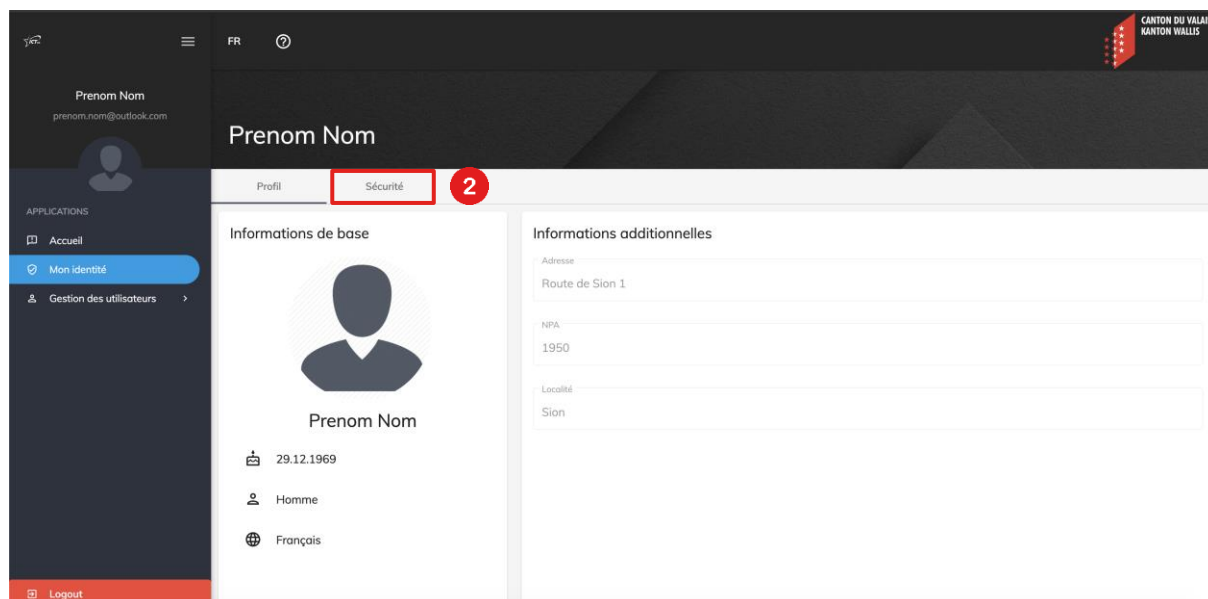 FR
CANTON DU VALAI
KANTON WALLIS
Prenom Nom
prenom.nom@outlook.com
Prenom Nom
Profil
Sécurité
2
APPLICATIONS
Accueil
Mon identité
Gestion des utilisateurs
Logout
Informations de base
Prenom Nom
29.12.1969
Homme
Français
Informations additionnelles
Adresse
Route de Sion 1
NPA
1950
Localité
Sion